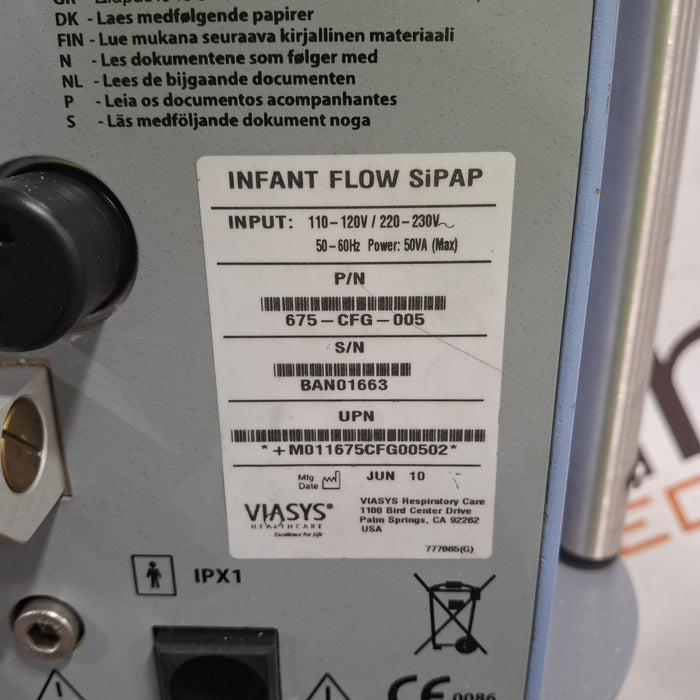 DK - Laes medfølgende papirer
FIN - Lue mukana seuraava kirjallinen materiaali
N - Les dokumentene som følger med
NL - Lees de bijgaande documenten
P - Leia os documentos acompanhantes
S - Läs medföljande dokument noga
INFANT FLOW SiPAP
INPUT: 110-120V / 220-230V~
50-60Hz Power: 50VA (Max)
P/N
675-CFG-005
S/N
BAN01663
UPN
*+M011675CFG00502*
Mfg Date JUN 10
VIASYS®
HEALTHCARE
Excellence For Life
VIASYS Respiratory Care
1100 Bird Center Drive
Palm Springs, CA 92262
USA
777065(G)
IPX1
CE 0086